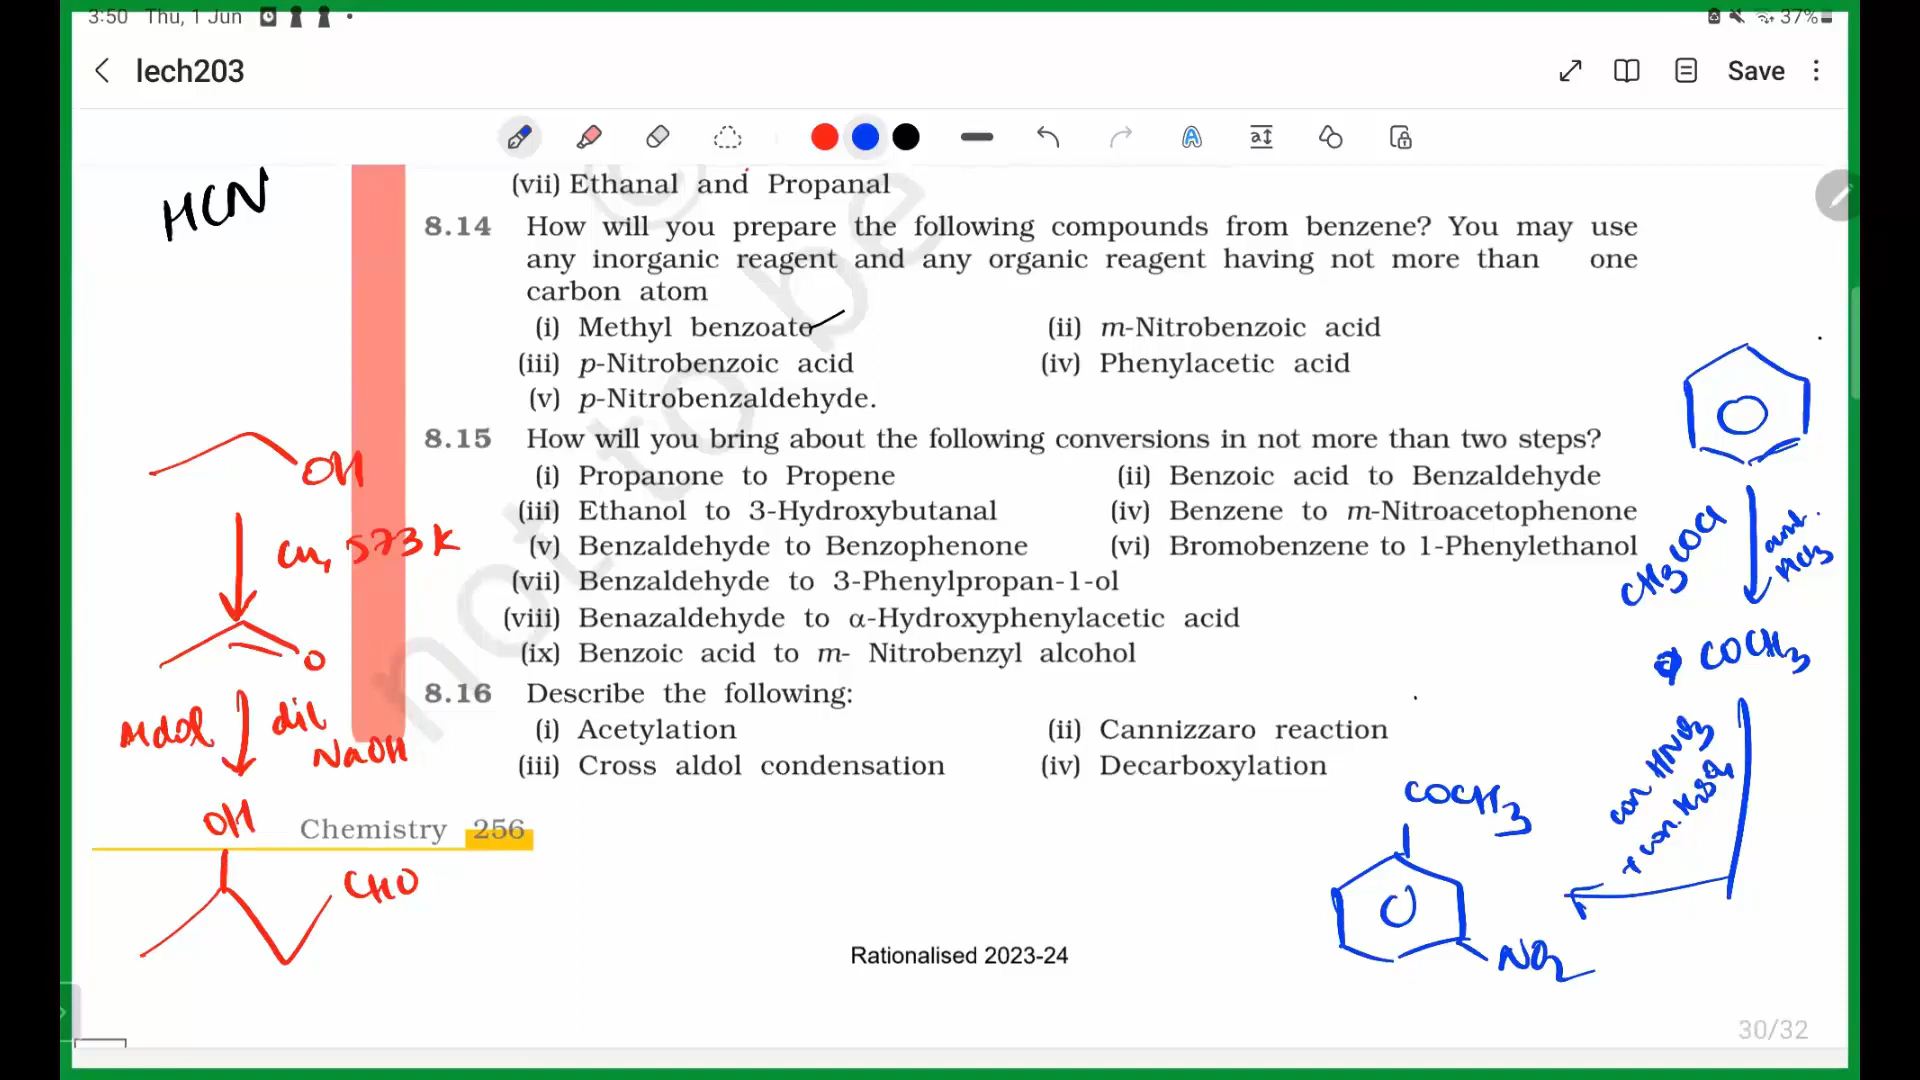 3:50 Thu, 1 Jun
37%
lech203
Save
HCN
(vii) Ethanal and Propanal
8.14 How will you prepare the following compounds from benzene? You may use
any inorganic reagent and any organic reagent having not more than one
carbon atom
(i) Methyl benzoate (ii) m-Nitrobenzoic acid
(iii) p-Nitrobenzoic acid (iv) Phenylacetic acid
(v) p-Nitrobenzaldehyde.
8.15 How will you bring about the following conversions in not more than two steps?
(i) Propanone to Propene (ii) Benzoic acid to Benzaldehyde
(iii) Ethanol to 3-Hydroxybutanal (iv) Benzene to m-Nitroacetophenone
(v) Benzaldehyde to Benzophenone (vi) Bromobenzene to 1-Phenylethanol
(vii) Benzaldehyde to 3-Phenylpropan-1-ol
(viii) Benazaldehyde to α-Hydroxyphenylacetic acid
(ix) Benzoic acid to m- Nitrobenzyl alcohol
8.16 Describe the following:
(i) Acetylation (ii) Cannizzaro reaction
(iii) Cross aldol condensation (iv) Decarboxylation
Chemistry 256
Rationalised 2023-24
30/32
not to be
©
OH
Cu, 573 K
O
Aldol
dil
NaOH
OH
CHO
CH3COCl
COCH3
con HNO3
+ con. H2SO4
COCH3
NO2